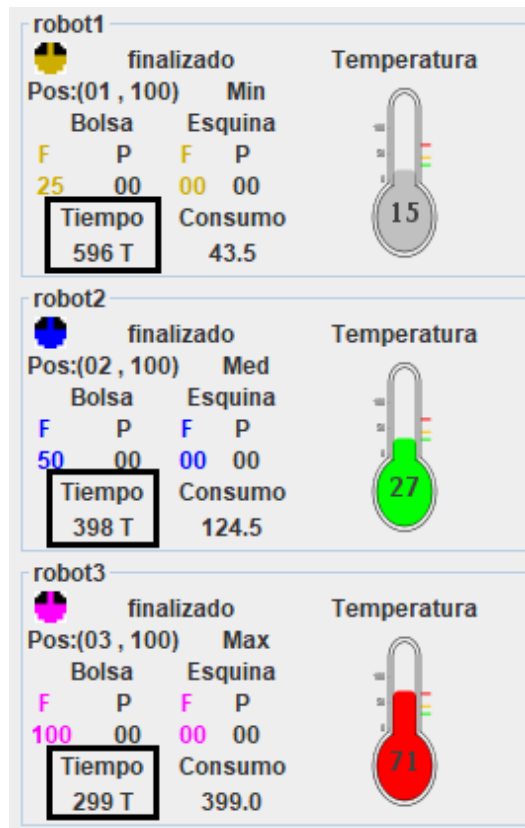 robot1
finalizado Temperatura
Pos:(01 , 100) Min
Bolsa Esquina
F P F P
25 00 00 00
Tiempo Consumo
596 T 43.5
15
robot2
finalizado Temperatura
Pos:(02 , 100) Med
Bolsa Esquina
F P F P
50 00 00 00
Tiempo Consumo
398 T 124.5
27
robot3
finalizado Temperatura
Pos:(03 , 100) Max
Bolsa Esquina
F P F P
100 00 00 00
Tiempo Consumo
299 T 399.0
71